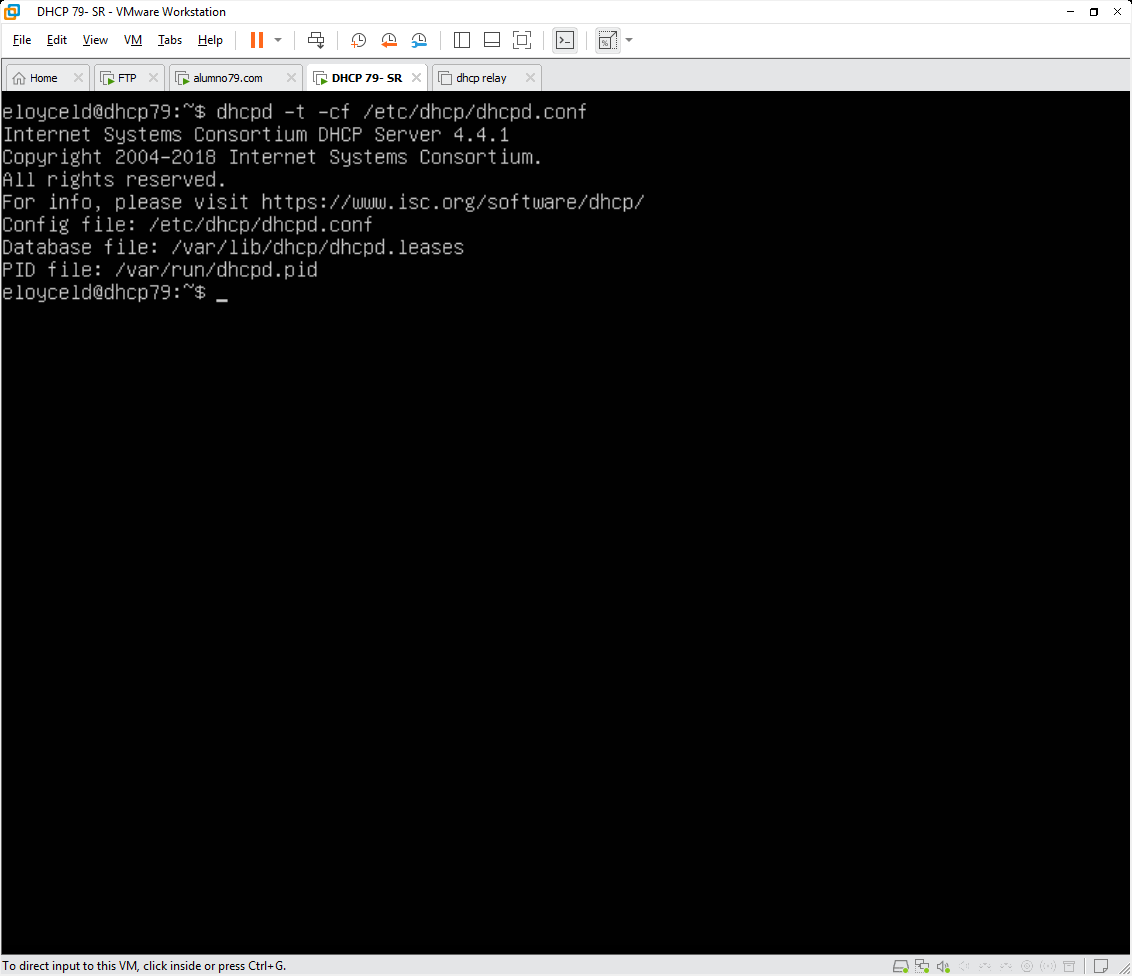 DHCP 79- SR - VMware Workstation
File Edit View VM Tabs Help
Home FTP alumno79.com DHCP 79- SR dhcp relay
eloyceld@dhcp79:~$ dhcpd -t -cf /etc/dhcp/dhcpd.conf
Internet Systems Consortium DHCP Server 4.4.1
Copyright 2004-2018 Internet Systems Consortium.
All rights reserved.
For info, please visit https://www.isc.org/software/dhcp/
Config file: /etc/dhcp/dhcpd.conf
Database file: /var/lib/dhcp/dhcpd.leases
PID file: /var/run/dhcpd.pid
eloyceld@dhcp79:~$ _
To direct input to this VM, click inside or press Ctrl+G.